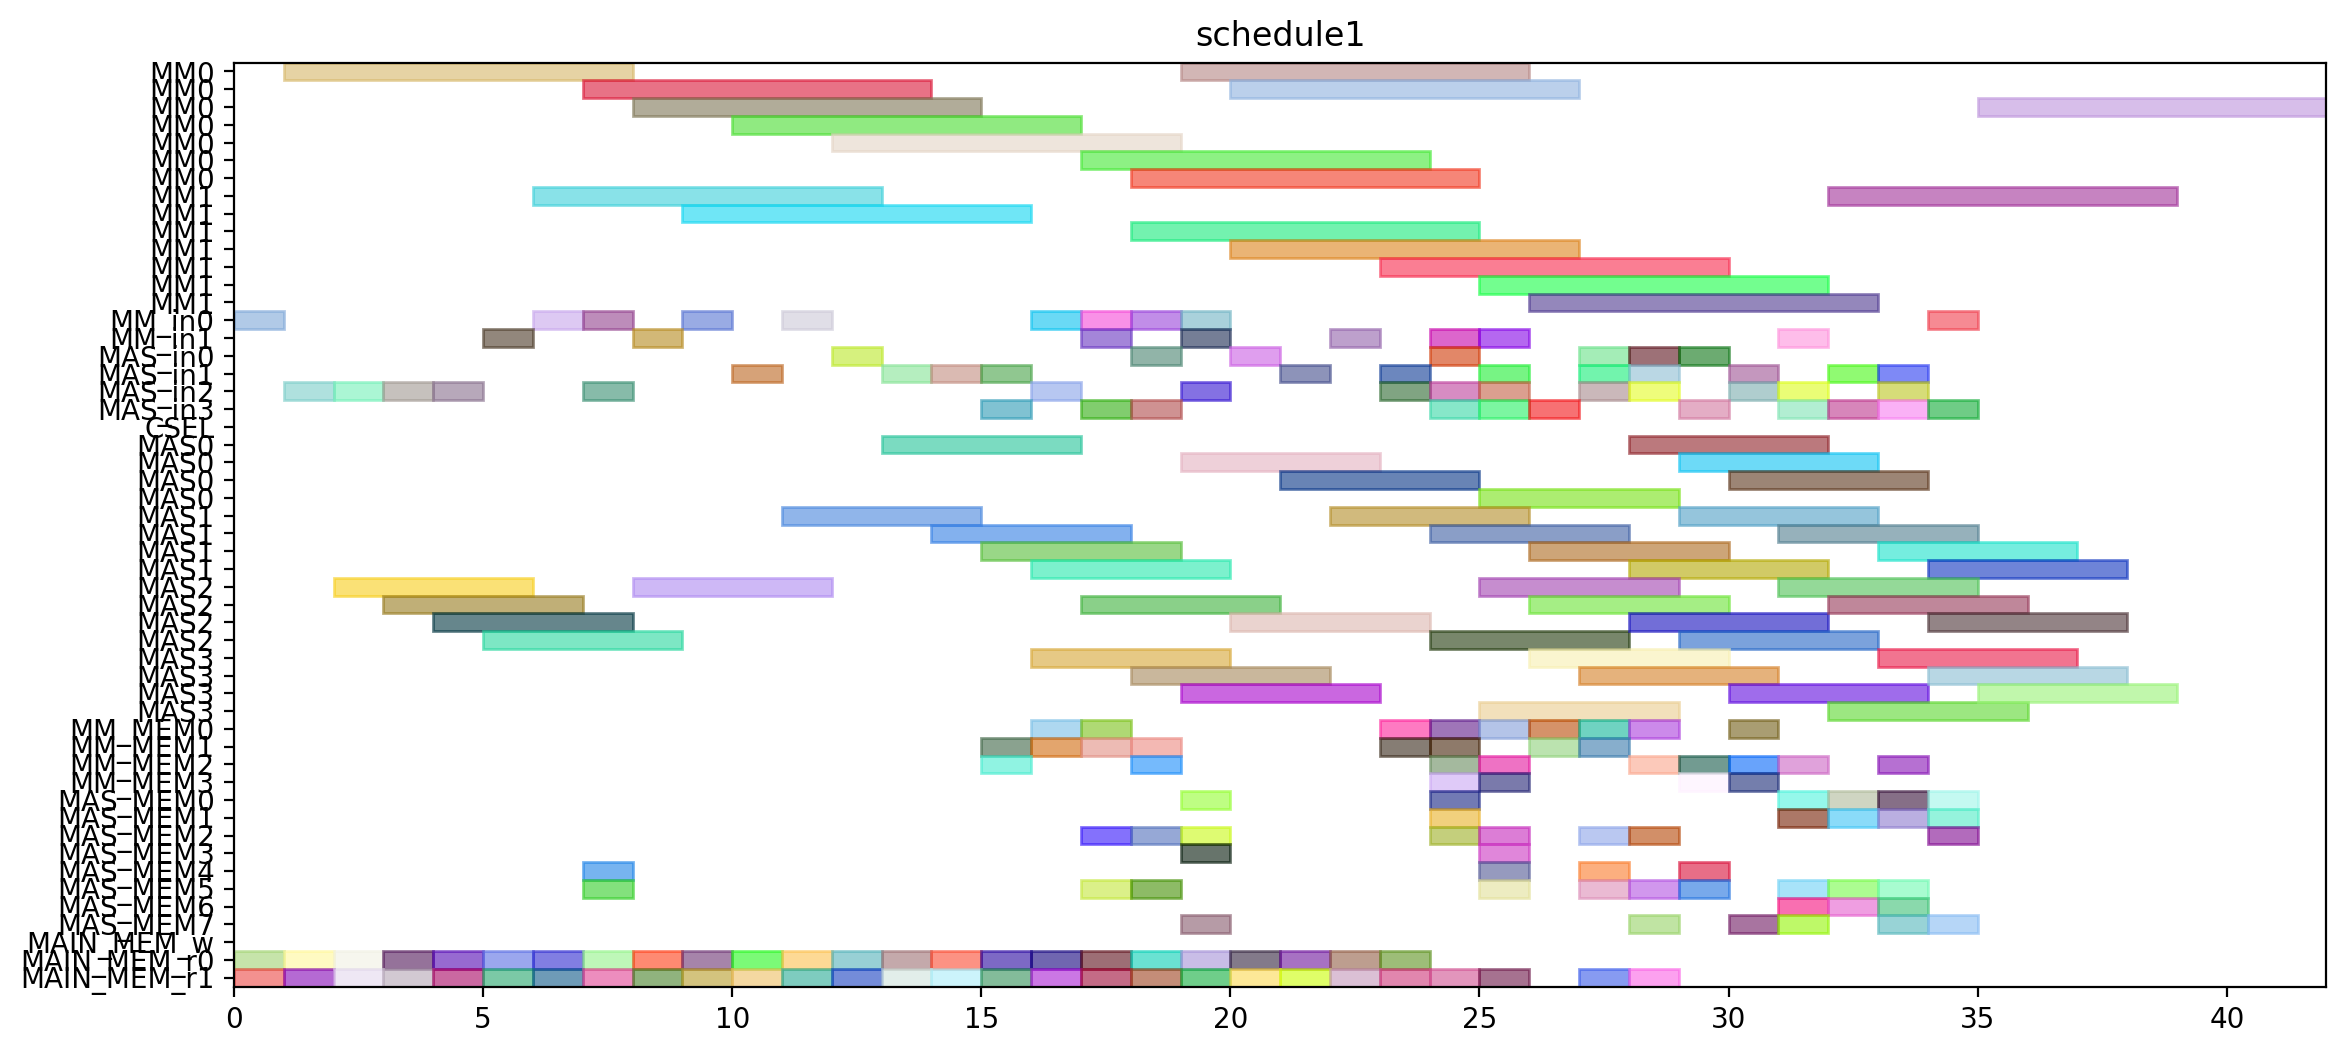 schedule1
MM0
MM0
MM0
MM0
MM0
MM0
MM0
MM1
MM1
MM1
MM1
MM1
MM1
MM1
MM_in0
MM_in1
MAS_in0
MAS_in1
MAS_in2
MAS_in3
CSEL
MAS0
MAS0
MAS0
MAS0
MAS1
MAS1
MAS1
MAS1
MAS2
MAS2
MAS2
MAS2
MAS3
MAS3
MAS3
MAS3
MM_MEM0
MM_MEM1
MM_MEM2
MM_MEM3
MAS_MEM0
MAS_MEM1
MAS_MEM2
MAS_MEM3
MAS_MEM4
MAS_MEM5
MAS_MEM6
MAS_MEM7
MAIN_MEM_w
MAIN_MEM_r0
MAIN_MEM_r1
0 5 10 15 20 25 30 35 40